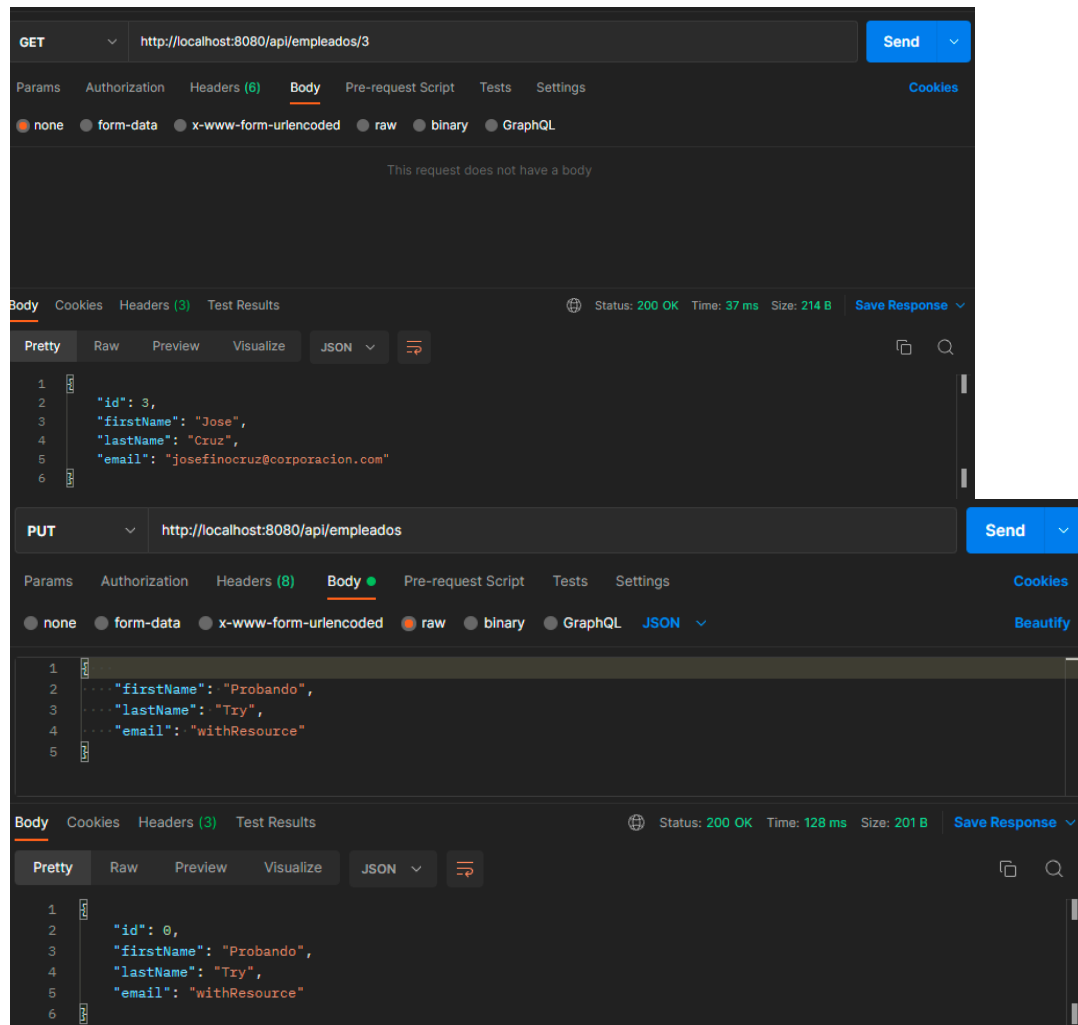 GET http://localhost:8080/api/empleados/3 Send
Params Authorization Headers (6) Body Pre-request Script Tests Settings Cookies
none form-data x-www-form-urlencoded raw binary GraphQL
This request does not have a body
Body Cookies Headers (3) Test Results Status: 200 OK Time: 37 ms Size: 214 B Save Response
Pretty Raw Preview Visualize JSON
1 {
2 "id": 3,
3 "firstName": "Jose",
4 "lastName": "Cruz",
5 "email": "josefinocruz@corporacion.com"
6 }
PUT http://localhost:8080/api/empleados Send
Params Authorization Headers (8) Body Pre-request Script Tests Settings Cookies
none form-data x-www-form-urlencoded raw binary GraphQL JSON Beautify
1 {
2 "firstName": "Probando",
3 "lastName": "Try",
4 "email": "withResource"
5 }
Body Cookies Headers (3) Test Results Status: 200 OK Time: 128 ms Size: 201 B Save Response
Pretty Raw Preview Visualize JSON
1 {
2 "id": 0,
3 "firstName": "Probando",
4 "lastName": "Try",
5 "email": "withResource"
6 }